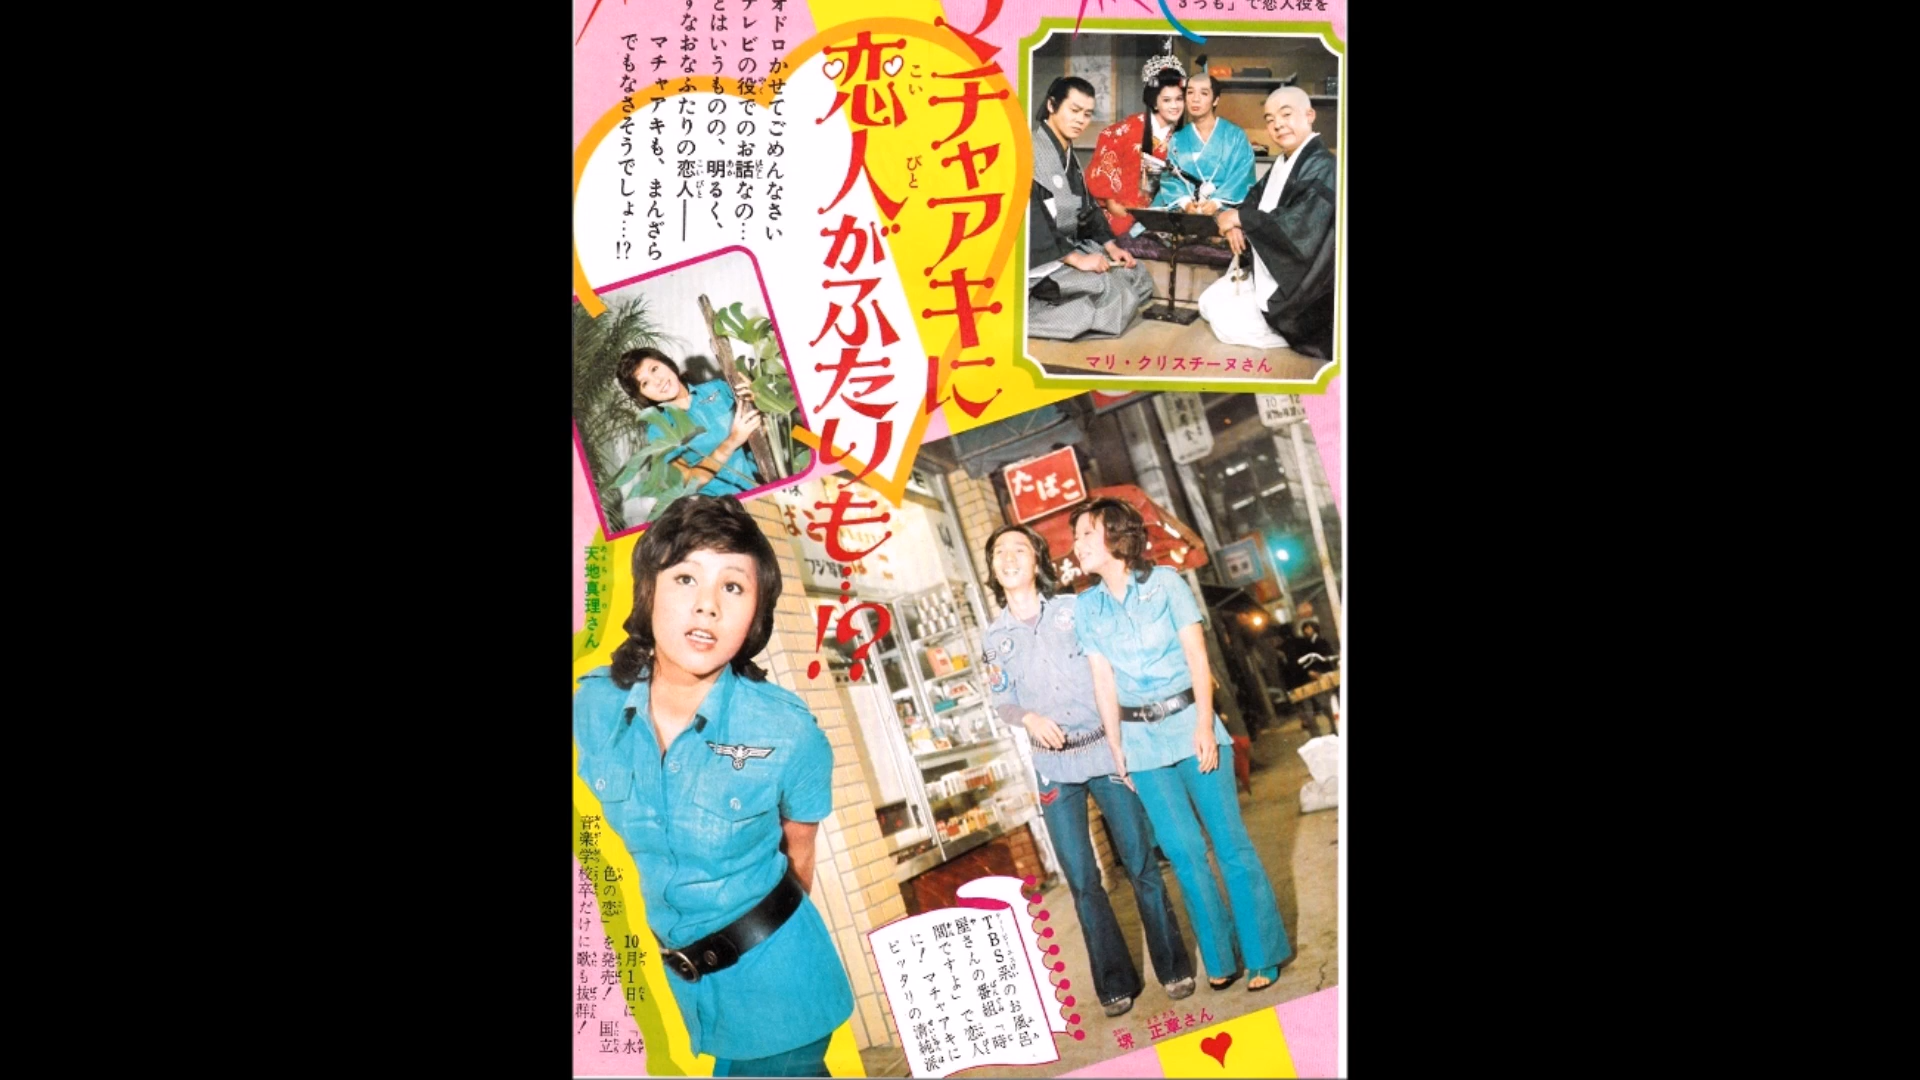 3つも」で恋人役を
マチャアキに
恋人がふたりも…!?
こい
びと
オドロかせてごめんなさい
テレビの役でのお話なの…
とはいうものの、明るく、
すなおなふたりの恋人——
マチャアキも、まんざら
でもなさそうでしょ…!?
マリ・クリスチーヌさん
たばこ
天地真理さん
10月1日に「水
色の恋」を発売! 国立
音楽学校卒だけに歌も抜群!
TBS系のお風呂
屋さんの番組「時
間ですよ」で恋人
に! マチャアキに
ピッタリの清純派
堺 正章さん